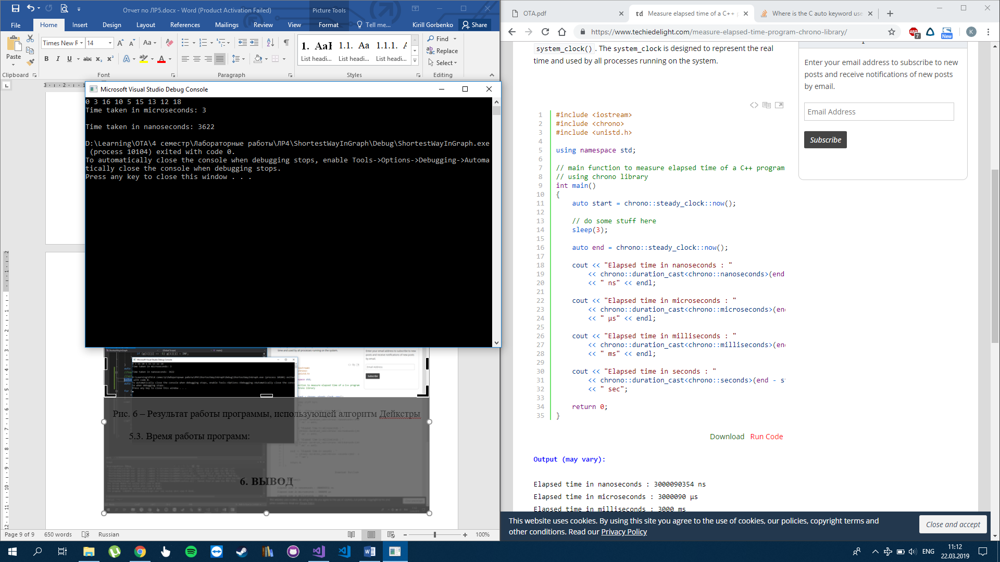 Отчет по ЛР5.docx - Word (Product Activation Failed)
Picture Tools
File
Home
Insert
Design
Layout
References
Mailings
Review
View
Format
Tell me...
Kirill Gorbenko
Share
Paste
Times New R
14
Aa
B I U abc x₂ x²
1. AaI
1.1. Aa
1.1.1. A
List headi...
List headi...
List headi...
Find
Replace
Select
Clipboard
Font
Paragraph
Styles
Editing
Microsoft Visual Studio Debug Console
0 3 16 10 5 15 13 12 18
Time taken in microseconds: 3
Time taken in nanoseconds: 3622
D:\Learning\OTA\4 семестр\Лабораторные работы\ЛР4\ShortestWayInGraph\Debug\ShortestWayInGraph.exe
(process 10104) exited with code 0.
To automatically close the console when debugging stops, enable Tools->Options->Debugging->Automa
tically close the console when debugging stops.
Press any key to close this window . . .
Рис. 6 – Результат работы программы, использующей алгоритм Дейкстры
5.3. Время работы программ:
6. ВЫВОД
Page 9 of 9
650 words
Russian
100%
OTA.pdf
td Measure elapsed time of a C++ p
Where is the C auto keyword use
https://www.techiedelight.com/measure-elapsed-time-program-chrono-library/
ABP
7
New
K
system_clock(). The system_clock is designed to represent the real
time and used by all processes running on the system.
1 #include <iostream>
2 #include <chrono>
3 #include <unistd.h>
4
5 using namespace std;
6
7 // main function to measure elapsed time of a C++ program
8 // using chrono library
9 int main()
10 {
11 auto start = chrono::steady_clock::now();
12
13 // do some stuff here
14 sleep(3);
15
16 auto end = chrono::steady_clock::now();
17
18 cout << "Elapsed time in nanoseconds : "
19 << chrono::duration_cast<chrono::nanoseconds>(end
20 << " ns" << endl;
21
22 cout << "Elapsed time in microseconds : "
23 << chrono::duration_cast<chrono::microseconds>(en
24 << " µs" << endl;
25
26 cout << "Elapsed time in milliseconds : "
27 << chrono::duration_cast<chrono::milliseconds>(en
28 << " ms" << endl;
29
30 cout << "Elapsed time in seconds : "
31 << chrono::duration_cast<chrono::seconds>(end - s
32 << " sec";
33
34 return 0;
35 }
Download Run Code
Output (may vary):
Elapsed time in nanoseconds : 3000090354 ns
Elapsed time in microseconds : 3000090 µs
Elapsed time in milliseconds : 3000 ms
Enter your email address to subscribe to new
posts and receive notifications of new posts
by email.
Email Address
Subscribe
This website uses cookies. By using this site you agree to the use of cookies, our policies, copyright terms and
other conditions. Read our Privacy Policy
Close and accept
ENG
11:12
22.03.2019